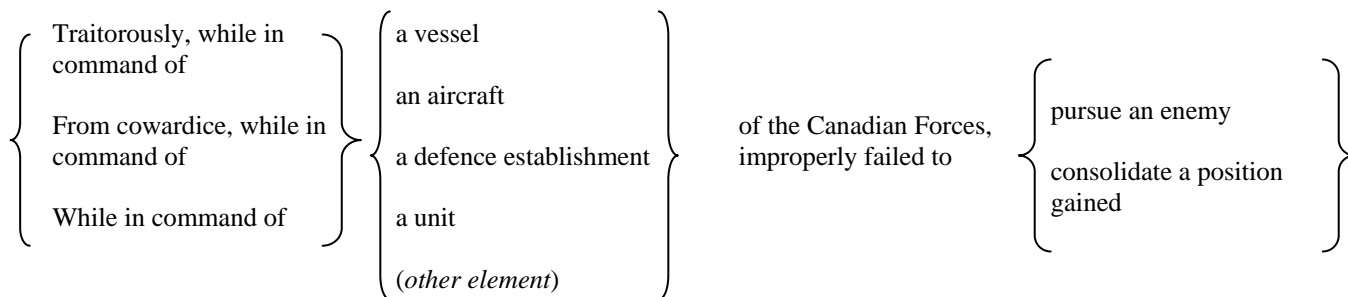 Traitorously, while in
command of
From cowardice, while in
command of
While in command of
a vessel
an aircraft
a defence establishment
a unit
(other element)
of the Canadian Forces,
improperly failed to
pursue an enemy
consolidate a position
gained